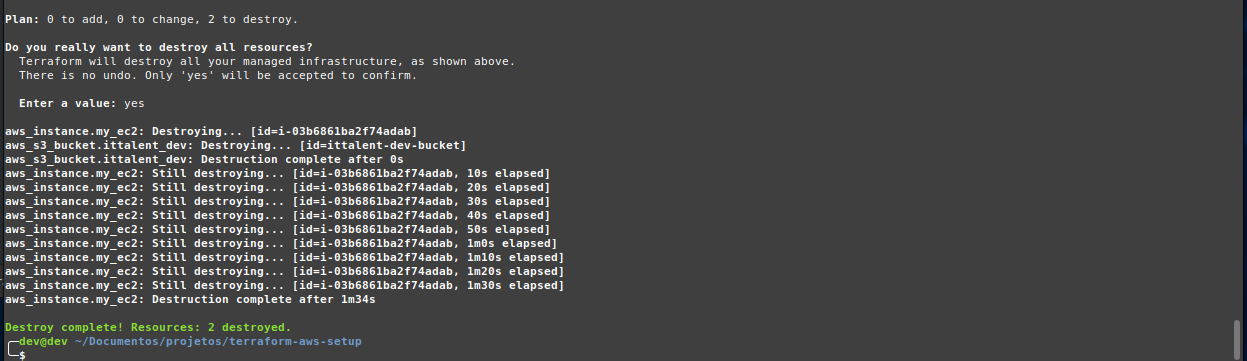 Plan: 0 to add, 0 to change, 2 to destroy.
Do you really want to destroy all resources?
Terraform will destroy all your managed infrastructure, as shown above.
There is no undo. Only 'yes' will be accepted to confirm.
Enter a value: yes
aws_instance.my_ec2: Destroying... [id=i-03b6861ba2f74adab]
aws_s3_bucket.ittalent_dev: Destroying... [id=ittalent-dev-bucket]
aws_s3_bucket.ittalent_dev: Destruction complete after 0s
aws_instance.my_ec2: Still destroying... [id=i-03b6861ba2f74adab, 10s elapsed]
aws_instance.my_ec2: Still destroying... [id=i-03b6861ba2f74adab, 20s elapsed]
aws_instance.my_ec2: Still destroying... [id=i-03b6861ba2f74adab, 30s elapsed]
aws_instance.my_ec2: Still destroying... [id=i-03b6861ba2f74adab, 40s elapsed]
aws_instance.my_ec2: Still destroying... [id=i-03b6861ba2f74adab, 50s elapsed]
aws_instance.my_ec2: Still destroying... [id=i-03b6861ba2f74adab, 1m0s elapsed]
aws_instance.my_ec2: Still destroying... [id=i-03b6861ba2f74adab, 1m10s elapsed]
aws_instance.my_ec2: Still destroying... [id=i-03b6861ba2f74adab, 1m20s elapsed]
aws_instance.my_ec2: Still destroying... [id=i-03b6861ba2f74adab, 1m30s elapsed]
aws_instance.my_ec2: Destruction complete after 1m34s
Destroy complete! Resources: 2 destroyed.
dev@dev ~/Documentos/projetos/terraform-aws-setup
$